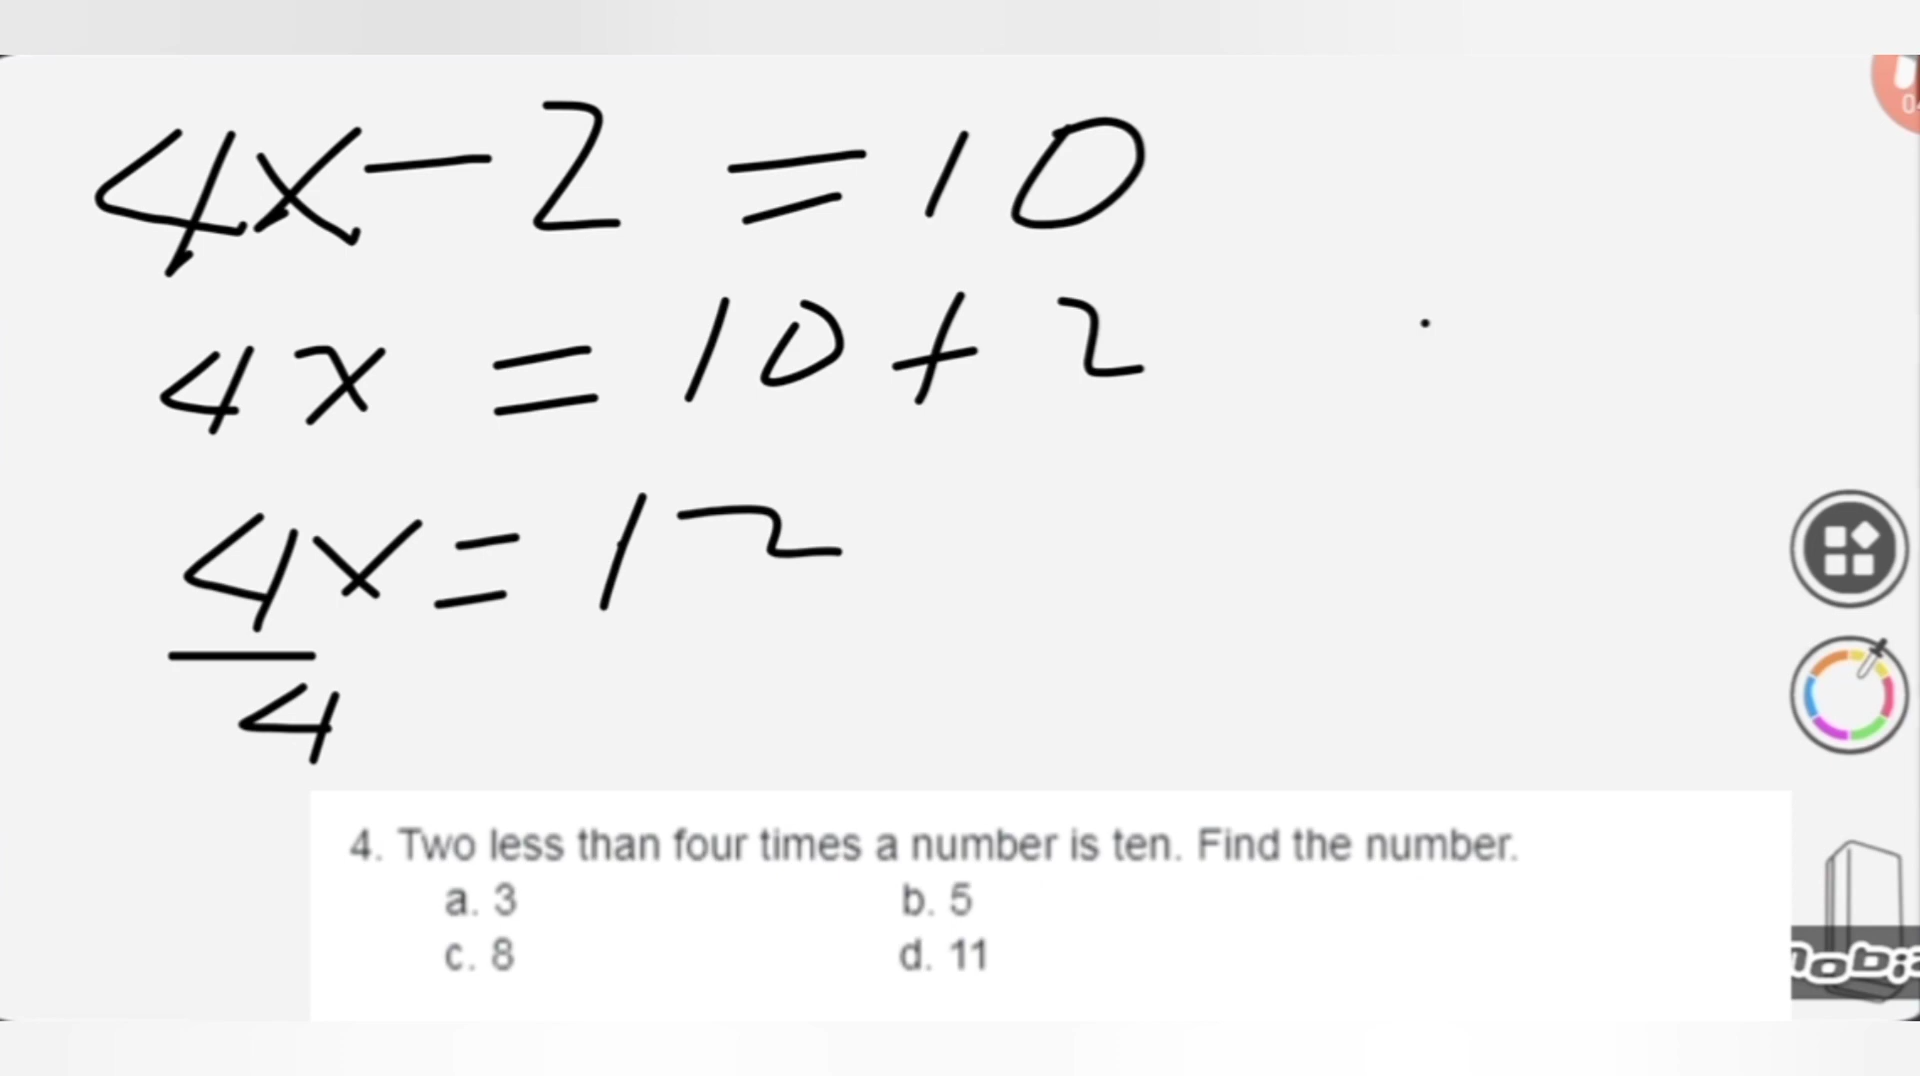 4x - 2 = 10
4x = 10 + 2
4x = 12
4
4. Two less than four times a number is ten. Find the number.
a. 3 b. 5
c. 8 d. 11